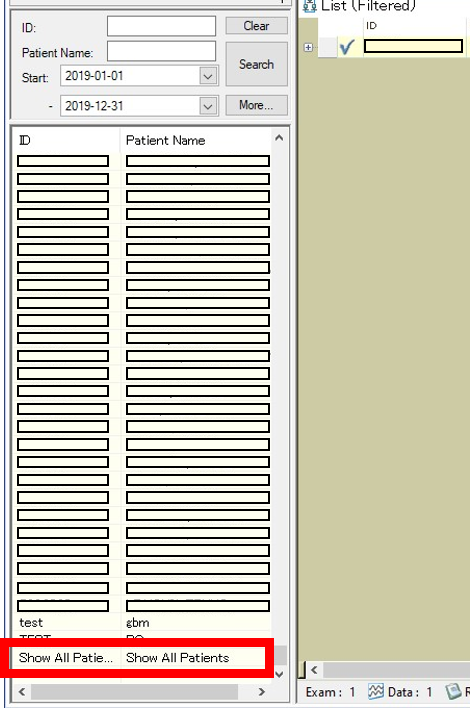 List (Filtered)
ID:
Clear
ID
Patient Name:
Search
Start: 2019-01-01
- 2019-12-31
More...
ID Patient Name
test gbm
TEST
Show All Patie... Show All Patients
Exam : 1 Data : 1 R